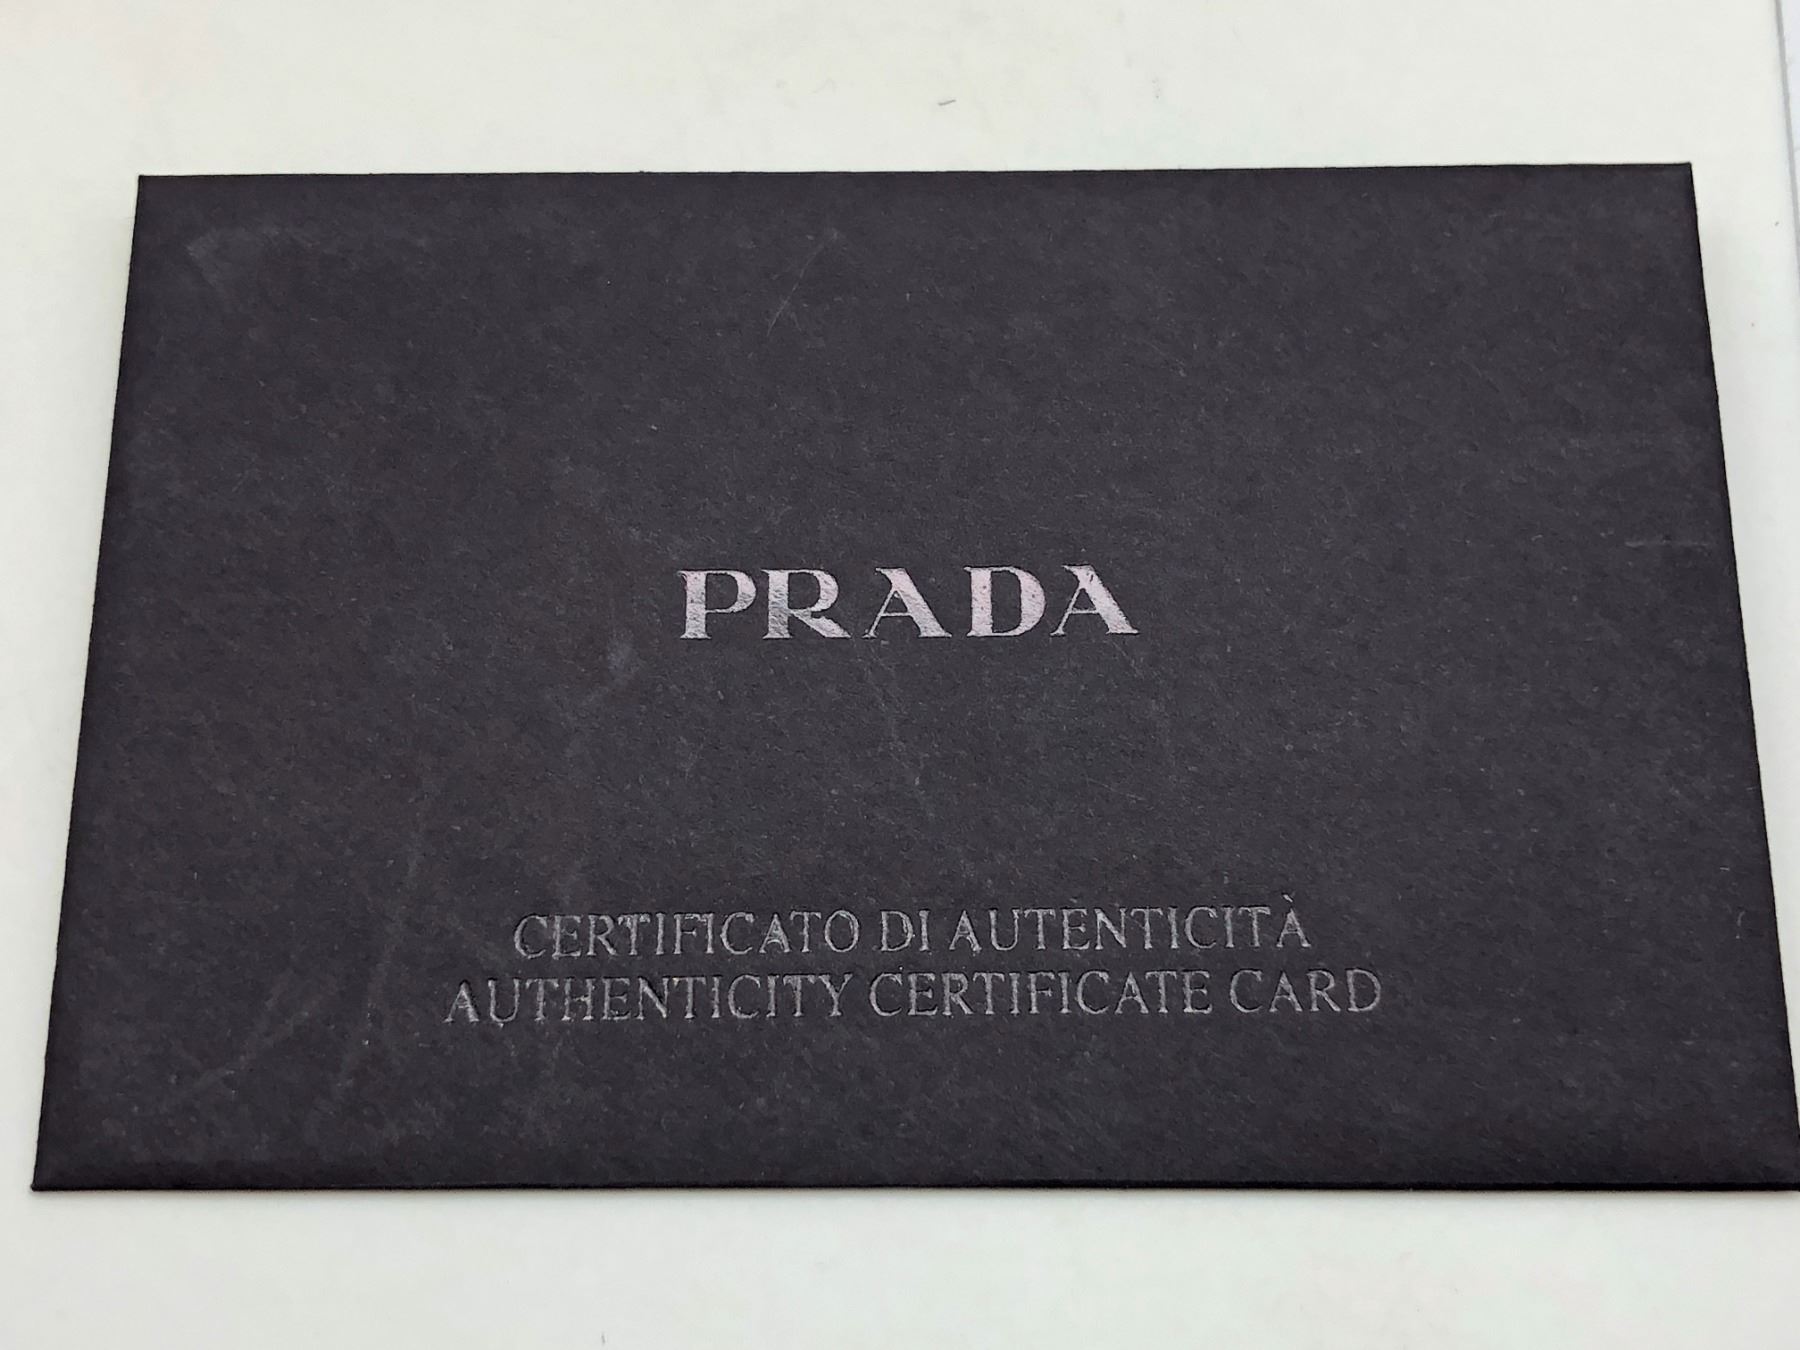 PRADA
CERTIFICATO DI AUTENTICITÀ
AUTHENTICITY CERTIFICATE CARD